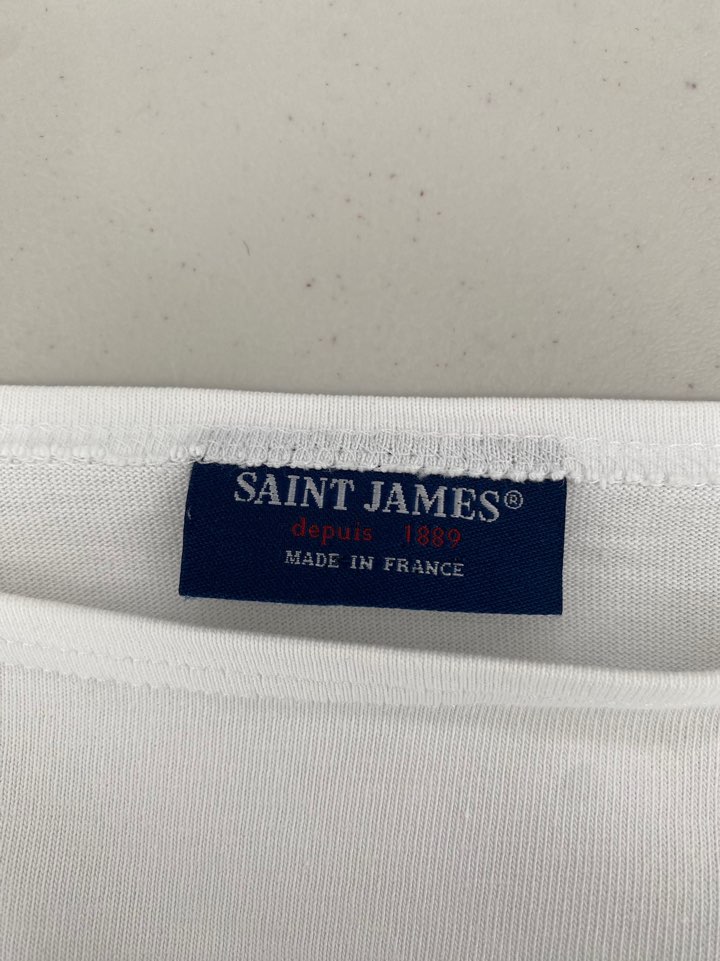 SAINT JAMES®
depuis 1889
MADE IN FRANCE